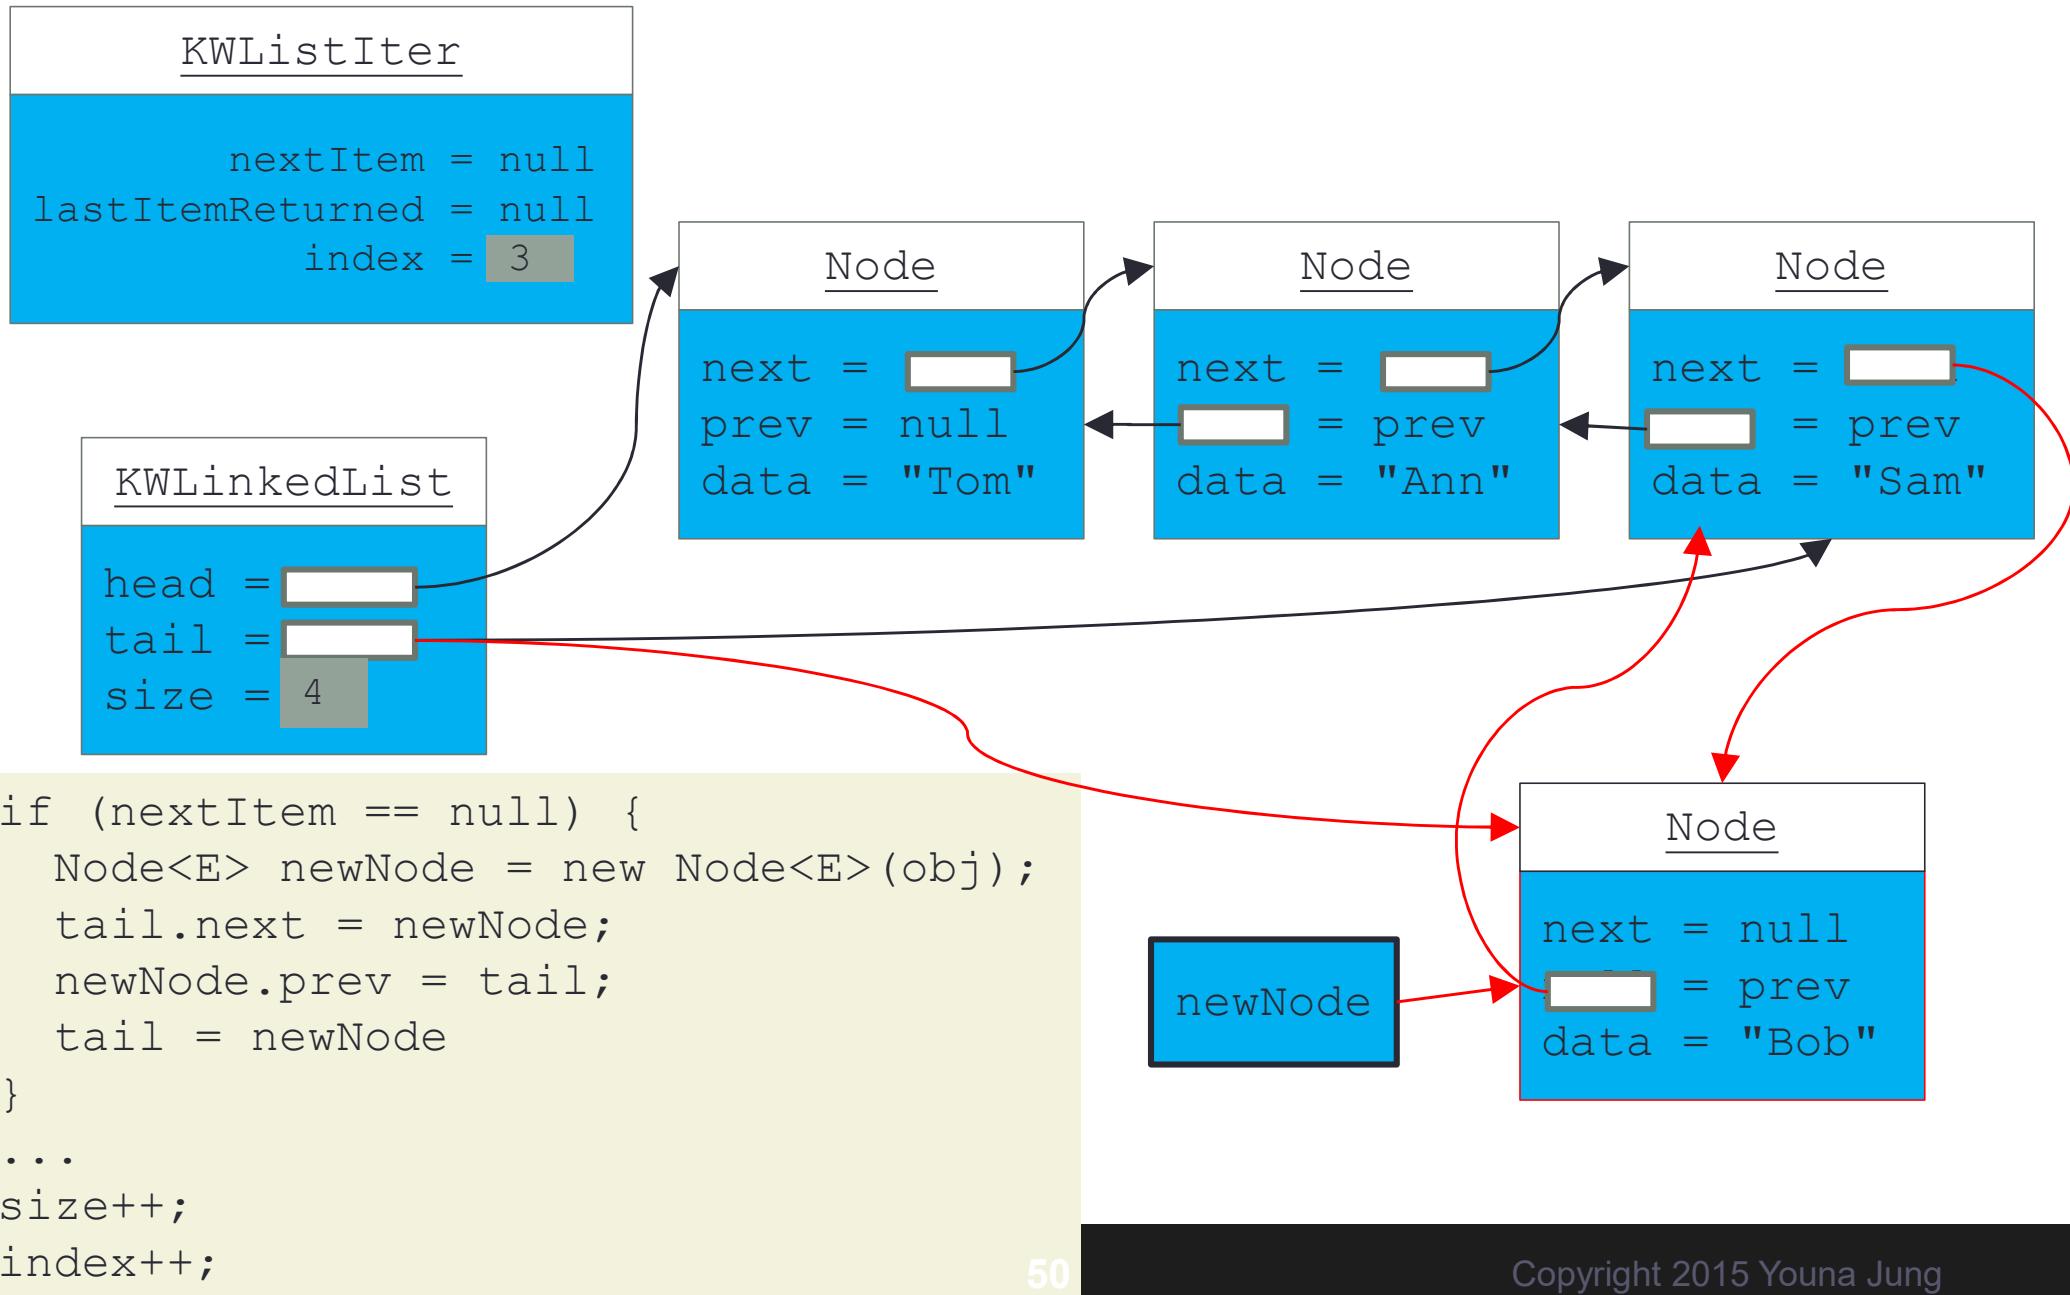 KWListIter
nextItem = null
lastItemReturned = null
index = 3
Node
next =
prev = null
data = "Tom"
Node
next =
= prev
data = "Ann"
Node
next =
= prev
data = "Sam"
KWLinkedList
head =
tail =
size = 4
if (nextItem == null) {
Node<E> newNode = new Node<E>(obj);
tail.next = newNode;
newNode.prev = tail;
tail = newNode
}
...
size++;
index++;
newNode
Node
next = null
= prev
data = "Bob"
50
Copyright 2015 Youna Jung